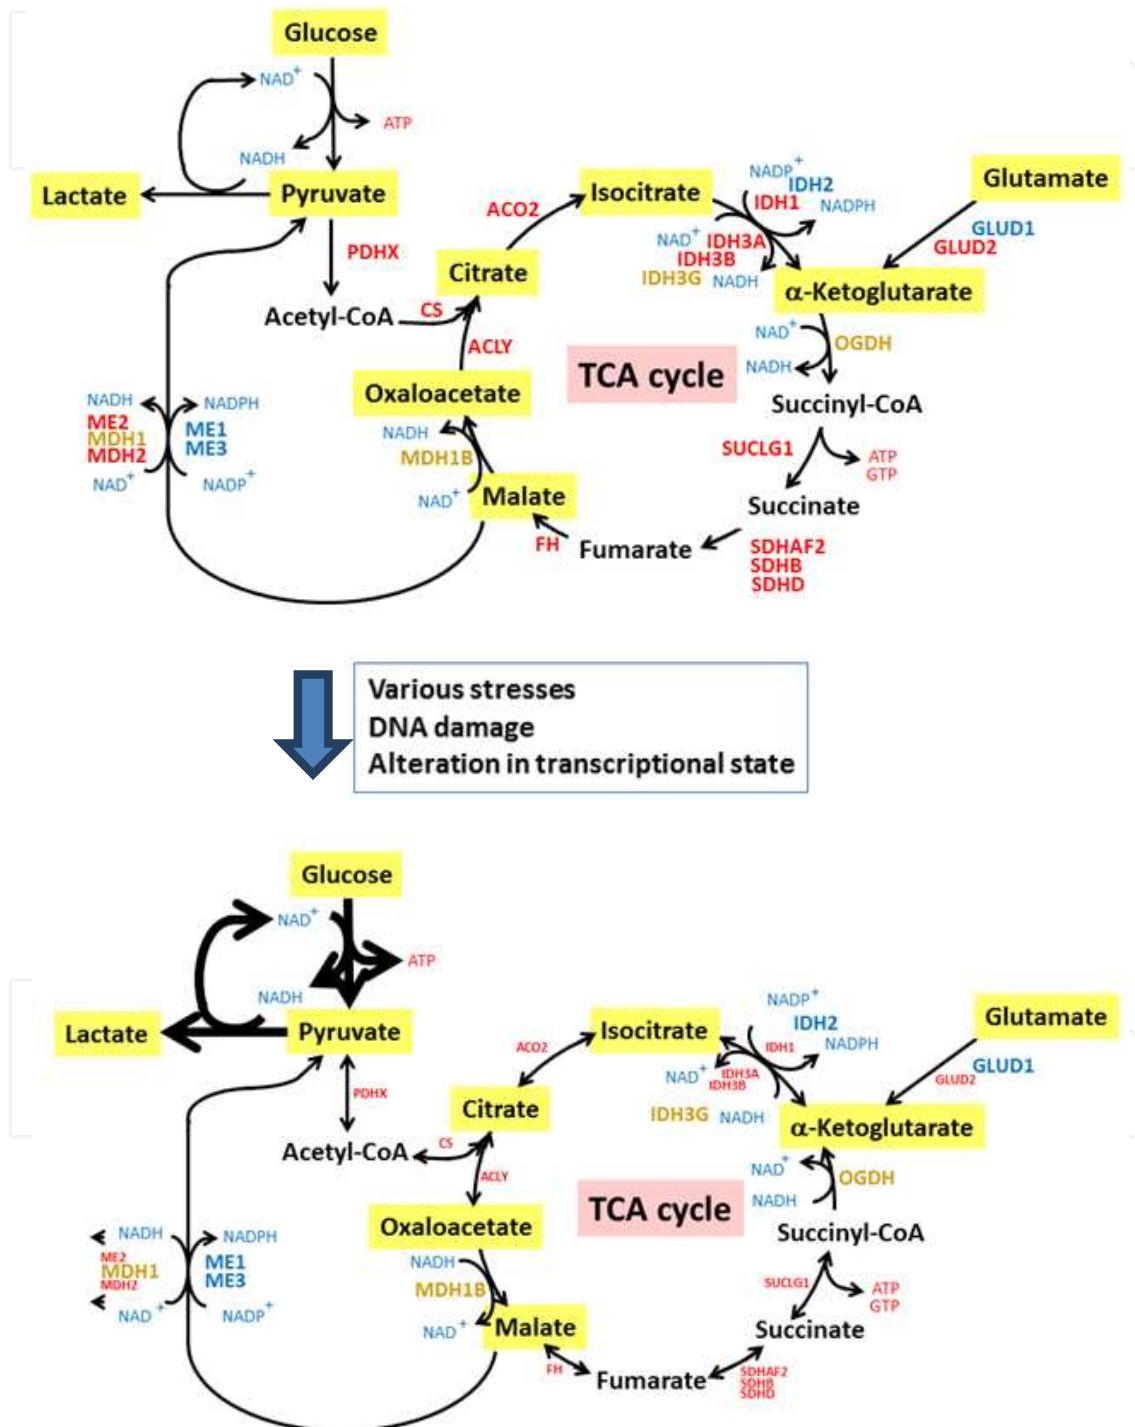 Glucose
NAD+
ATP
NADH
Lactate
Pyruvate
PDHX
Acetyl-CoA
CS
ACO2
Citrate
ACLY
Oxaloacetate
Isocitrate
NADP+
IDH2
IDH1
NADPH
NAD+
IDH3A
IDH3B
IDH3G
NADH
Glutamate
GLUD1
GLUD2
α-Ketoglutarate
NAD+
OGDH
NADH
TCA cycle
Succinyl-CoA
SUCLG1
ATP
GTP
Succinate
SDHAF2
SDHB
SDHD
Fumarate
FH
Malate
NADH
MDH1B
NAD+
NADH
ME2
MDH1
MDH2
NAD+
NADPH
ME1
ME3
NADP+
Various stresses
DNA damage
Alteration in transcriptional state
Glucose
NAD+
ATP
NADH
Lactate
Pyruvate
PDHX
Acetyl-CoA
CS
ACO2
Citrate
ACLY
Oxaloacetate
Isocitrate
NADP+
IDH2
IDH1
NADPH
NAD+
IDH3A
IDH3B
IDH3G
NADH
Glutamate
GLUD1
GLUD2
α-Ketoglutarate
NAD+
OGDH
NADH
TCA cycle
Succinyl-CoA
SUCLG1
ATP
GTP
Succinate
SDHAF2
SDHB
SDHD
Fumarate
FH
Malate
NADH
MDH1B
NAD+
NADH
ME2
MDH1
MDH2
NAD+
NADPH
ME1
ME3
NADP+